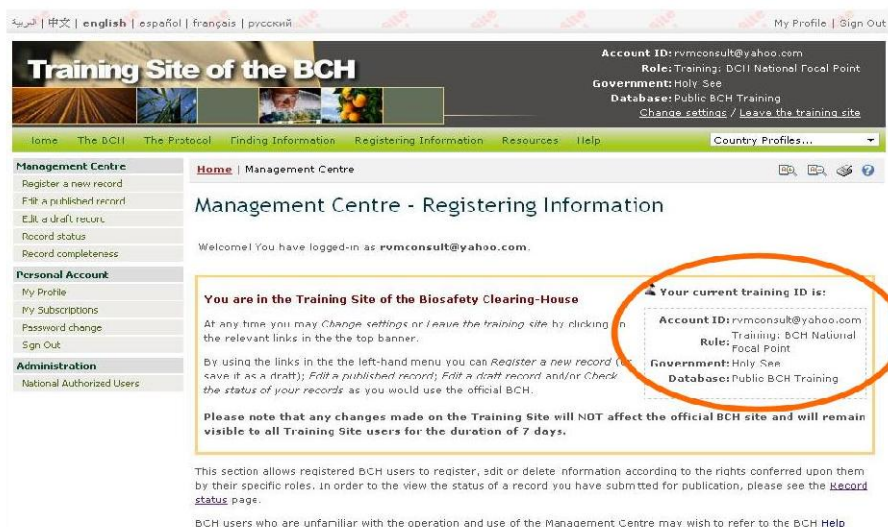 العربية | 中文 | english | español | français | русский
My Profile | Sign Out
Training Site of the BCH
Account ID: rvmconsult@yahoo.com
Role: Training: BCH National Focal Point
Government: Holy See
Database: Public BCH Training
Change settings / Leave the training site
Home The BCH The Protocol Finding Information Registering Information Resources Help
Country Profiles...
Management Centre
Register a new record
Edit a published record
Edit a draft record
Record status
Record completeness
Personal Account
My Profile
My Subscriptions
Password change
Sign Out
Administration
National Authorized Users
Home | Management Centre
Management Centre - Registering Information
Welcome! You have logged-in as rvmconsult@yahoo.com.
You are in the Training Site of the Biosafety Clearing-House
At any time you may Change settings or Leave the training site by clicking on
the relevant links in the the top banner.
By using the links in the the left-hand menu you can Register a new record (or
save it as a draft); Edit a published record; Edit a draft record and/or Check
the status of your records as you would use the official BCH.
Your current training ID is:
Account ID: rvmconsult@yahoo.com
Role: Training: BCH National
Focal Point
Government: Holy See
Database: Public BCH Training
Please note that any changes made on the Training Site will NOT affect the official BCH site and will remain
visible to all Training Site users for the duration of 7 days.
This section allows registered BCH users to register, edit or delete information according to the rights conferred upon them
by their specific roles. In order to the view the status of a record you have submitted for publication, please see the Record
status page.
BCH users who are unfamiliar with the operation and use of the Management Centre may wish to refer to the BCH Help